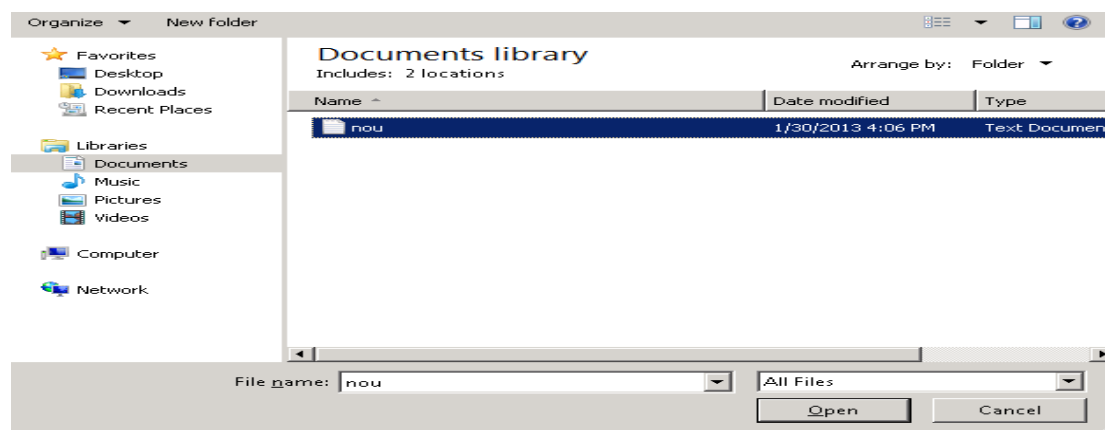 Organize New folder
Favorites
Desktop
Downloads
Recent Places
Libraries
Documents
Music
Pictures
Videos
Computer
Network
Documents library
Includes: 2 locations
Arrange by: Folder
Name Date modified Type
nou 1/30/2013 4:06 PM Text Documen
File name: nou All Files
Open Cancel